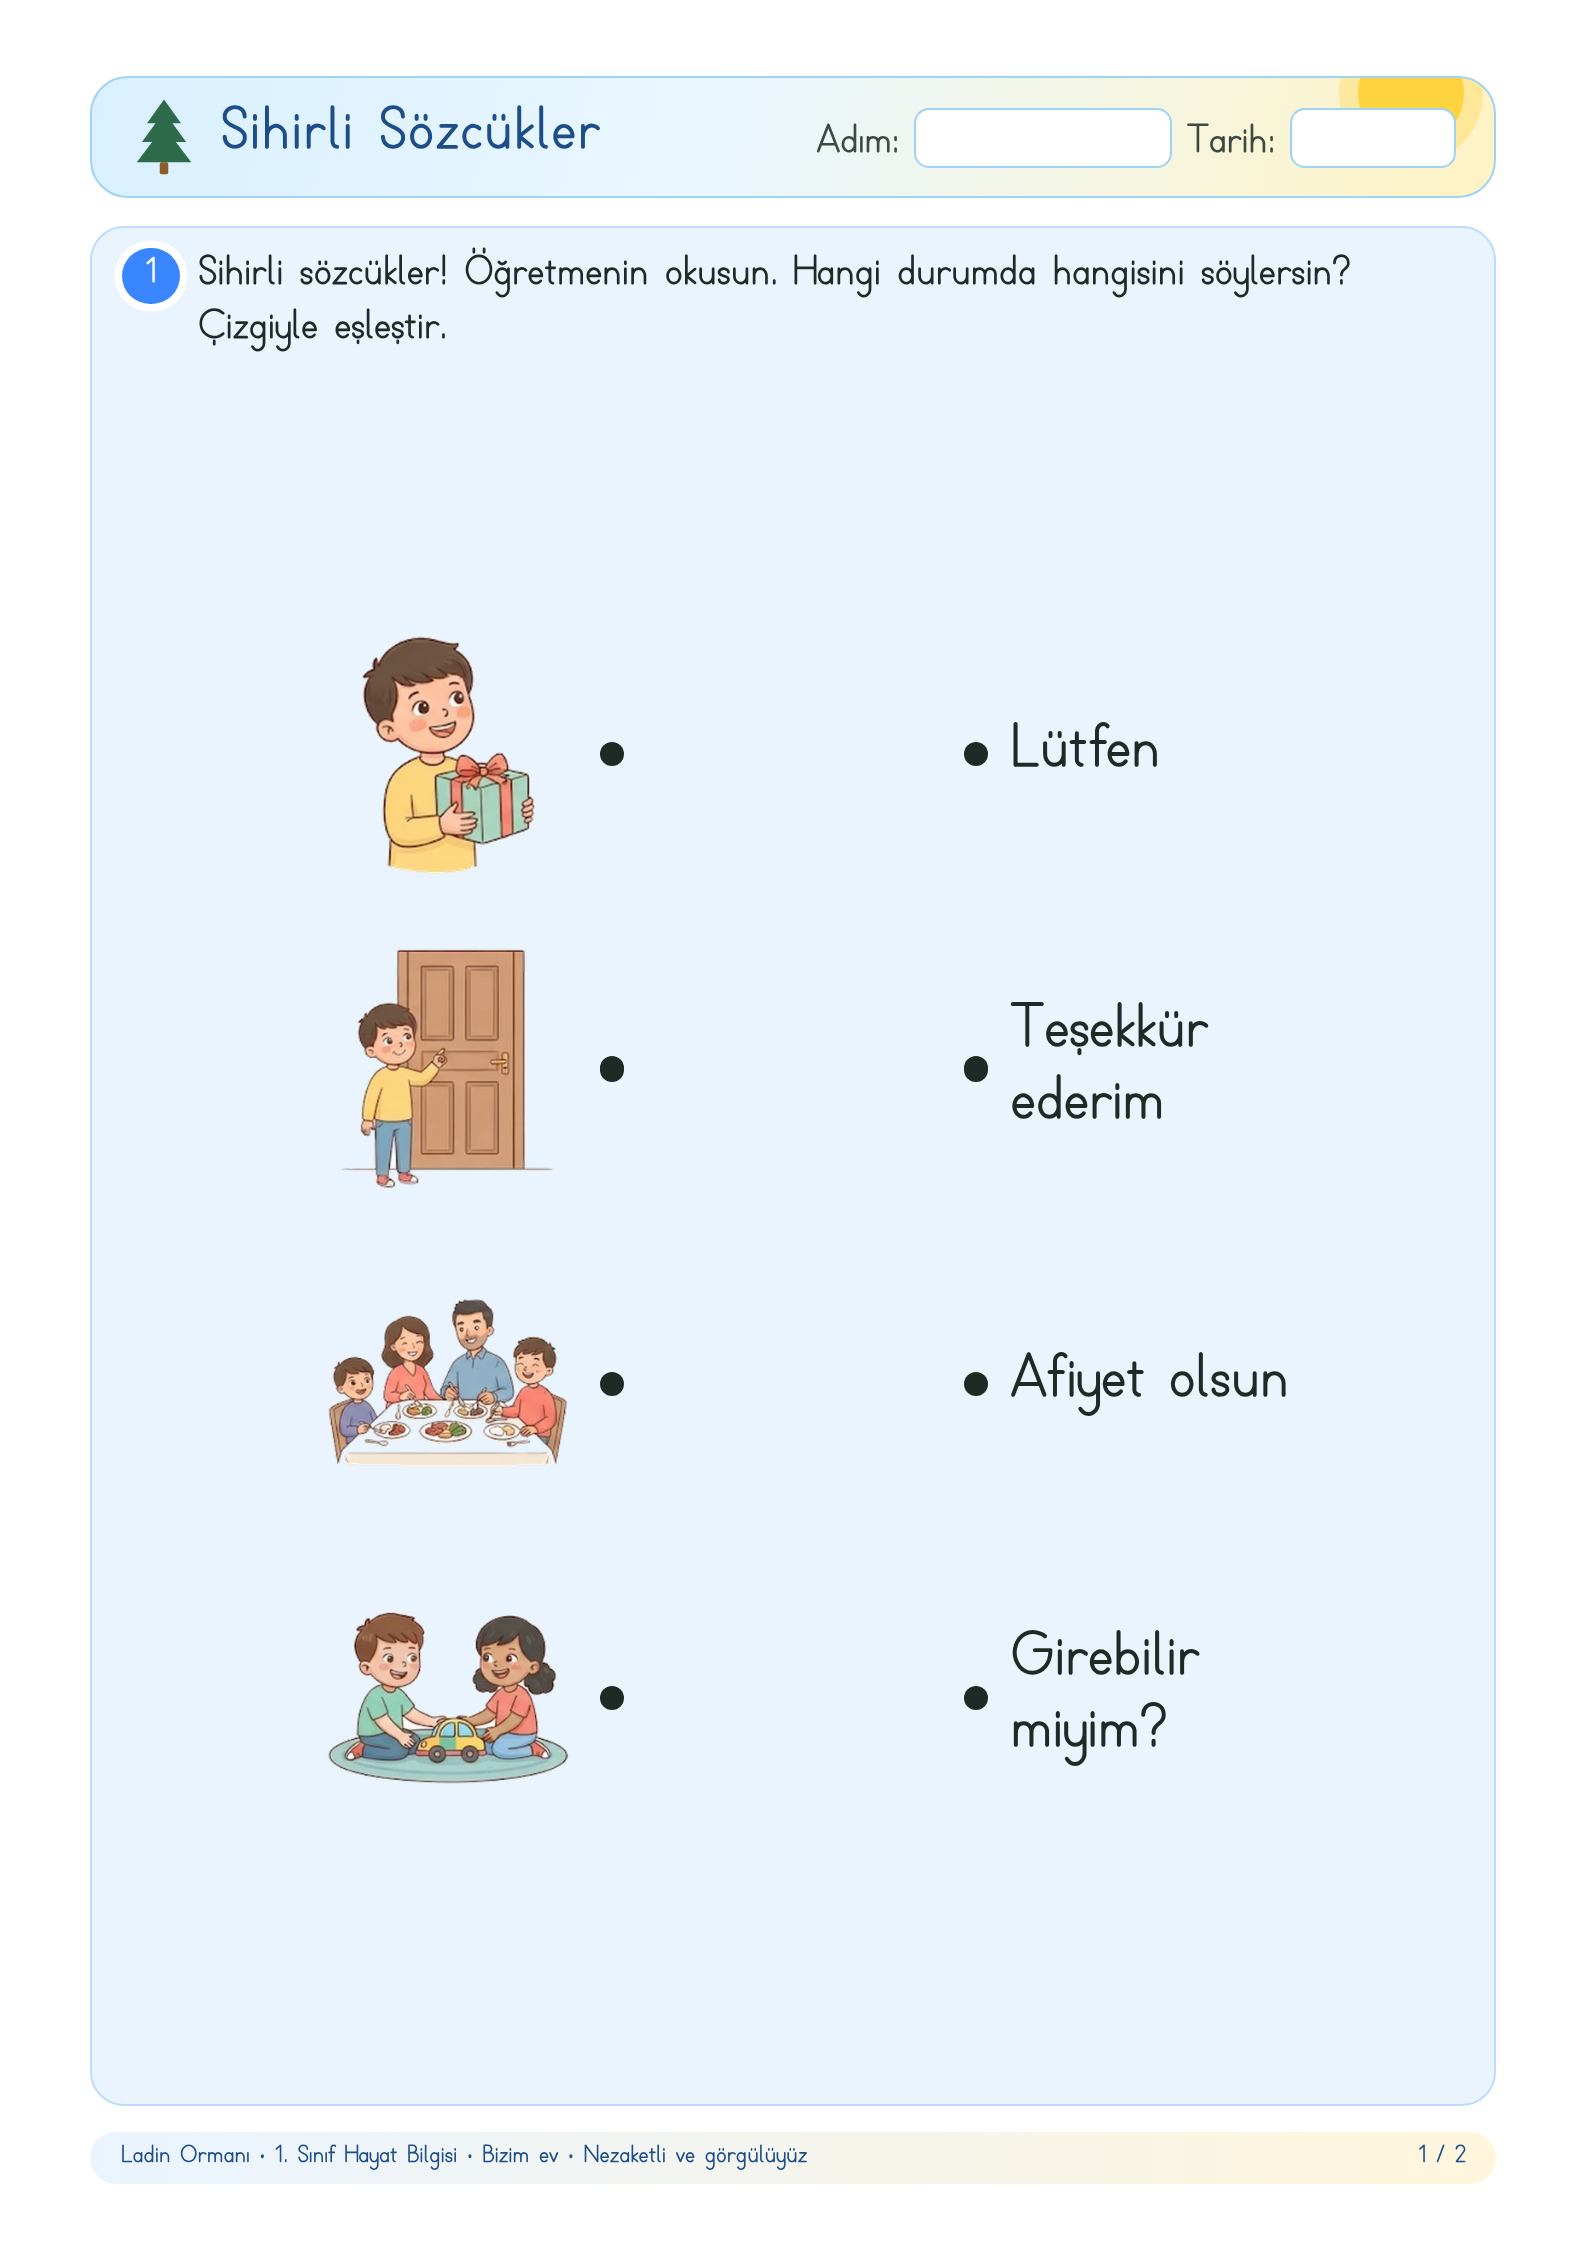 Sihirli Sözcükler
Adım:
Tarih:
1
Sihirli sözcükler! Öğretmenin okusun. Hangi durumda hangisini söylersin?
Çizgiyle eşleştir.
Lütfen
Teşekkür
ederim
Afiyet olsun
Girebilir
miyim?
Ladin Ormanı • 1. Sınıf Hayat Bilgisi • Bizim ev • Nezaketli ve görgülüyüz
1 / 2